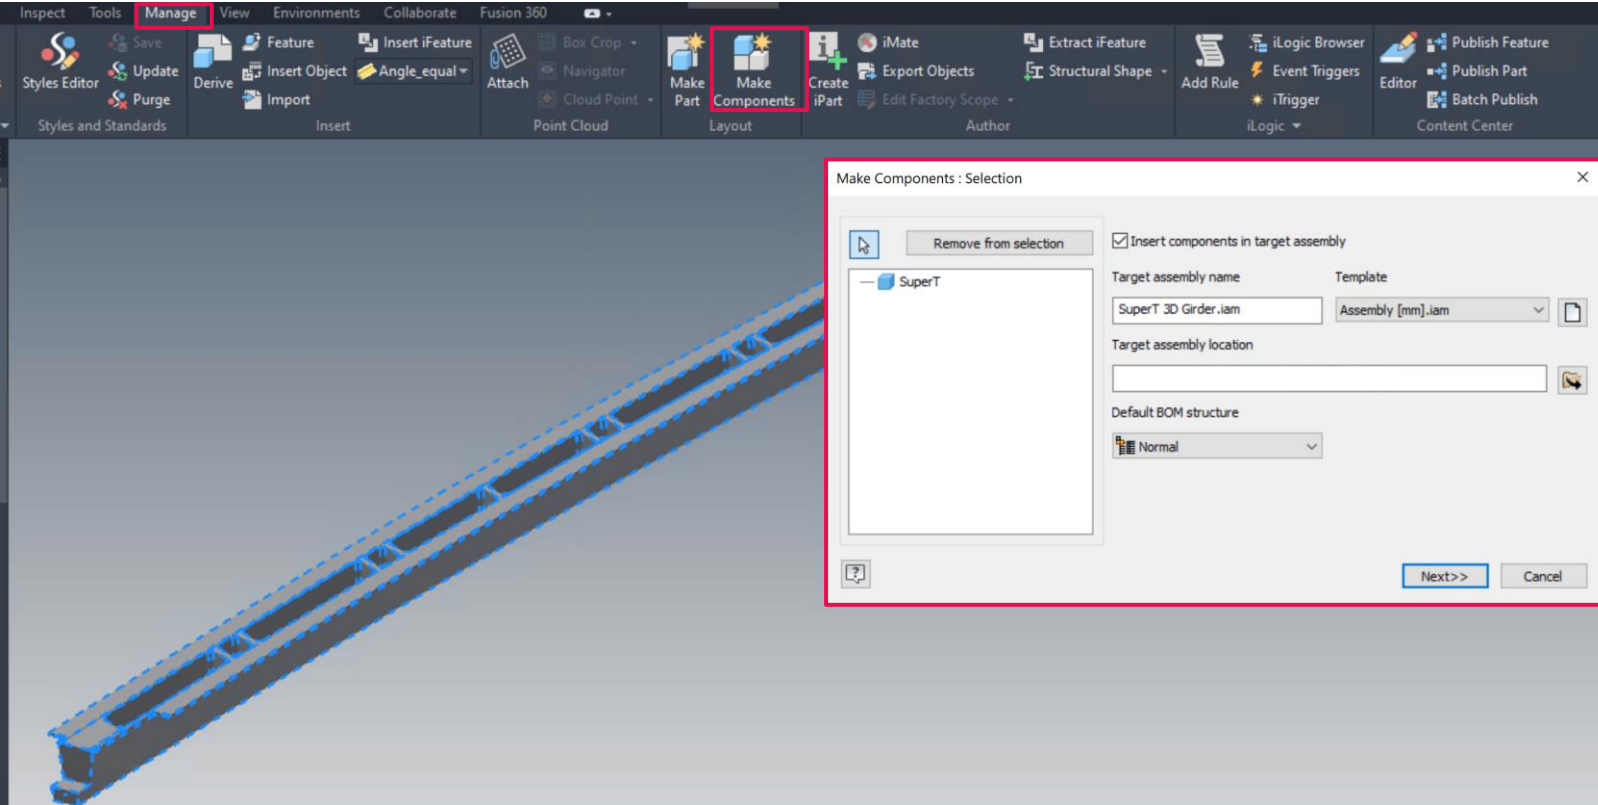 Inspect Tools Manage View Environments Collaborate Fusion 360
Save Feature Insert iFeature Box Crop iMate Extract iFeature iLogic Browser Publish Feature
Styles Editor Update Derive Insert Object Angle_equal Attach Navigator Make Part Make Components Create iPart Export Objects Structural Shape Add Rule Event Triggers Editor Publish Part
Purge Import Cloud Point Edit Factory Scope iTrigger Batch Publish
Styles and Standards Insert Point Cloud Layout Author iLogic Content Center
Make Components : Selection
Remove from selection
SuperT
Insert components in target assembly
Target assembly name Template
SuperT 3D Girder.iam Assembly [mm].iam
Target assembly location
Default BOM structure
Normal
Next>> Cancel